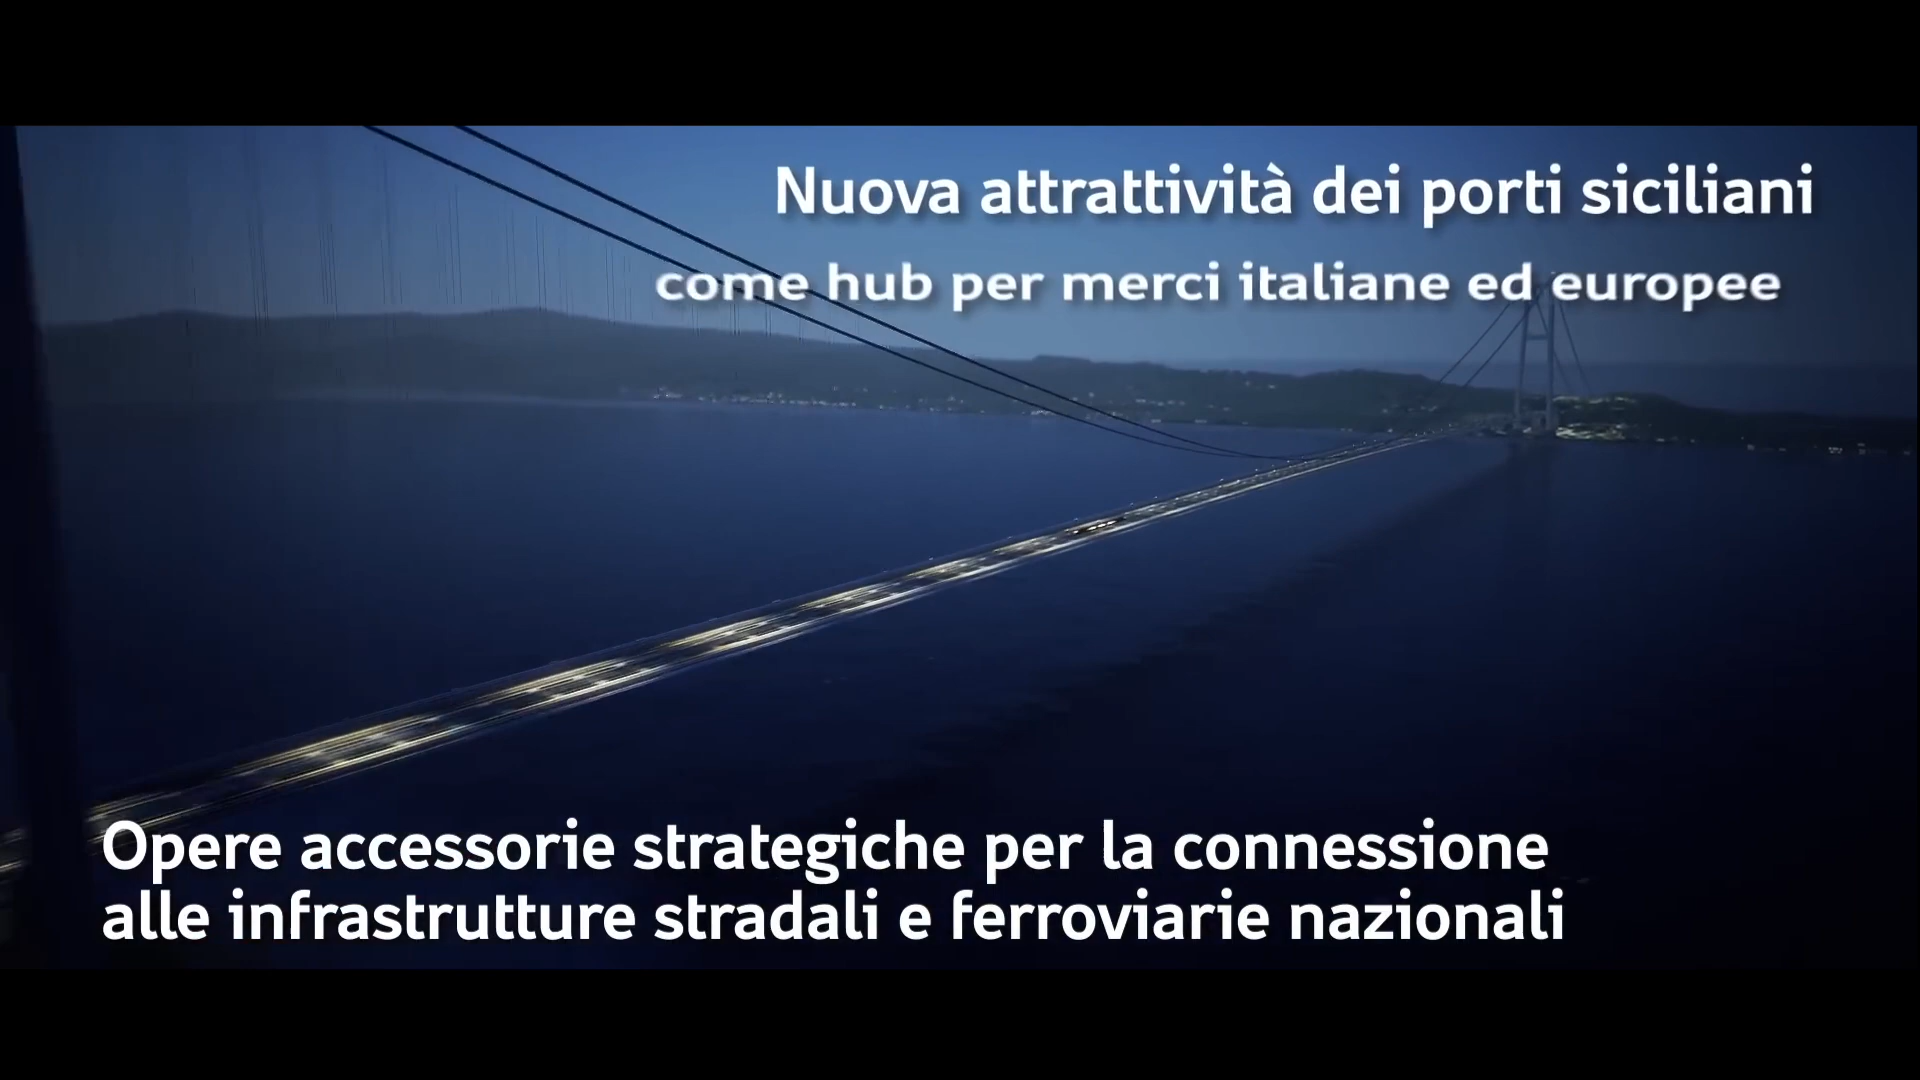 Nuova attrattività dei porti siciliani
come hub per merci italiane ed europee
Opere accessorie strategiche per la connessione
alle infrastrutture stradali e ferroviarie nazionali